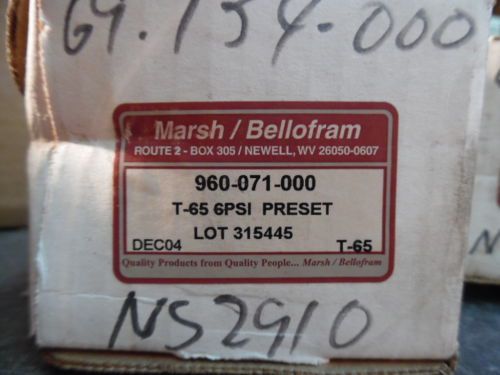 69.154-000
Marsh / Bellofram
ROUTE 2 - BOX 305 / NEWELL, WV 26050-0607
960-071-000
T-65 6PSI PRESET
LOT 315445
DEC04 T-65
Quality Products from Quality People... Marsh / Bellofram
NS2910